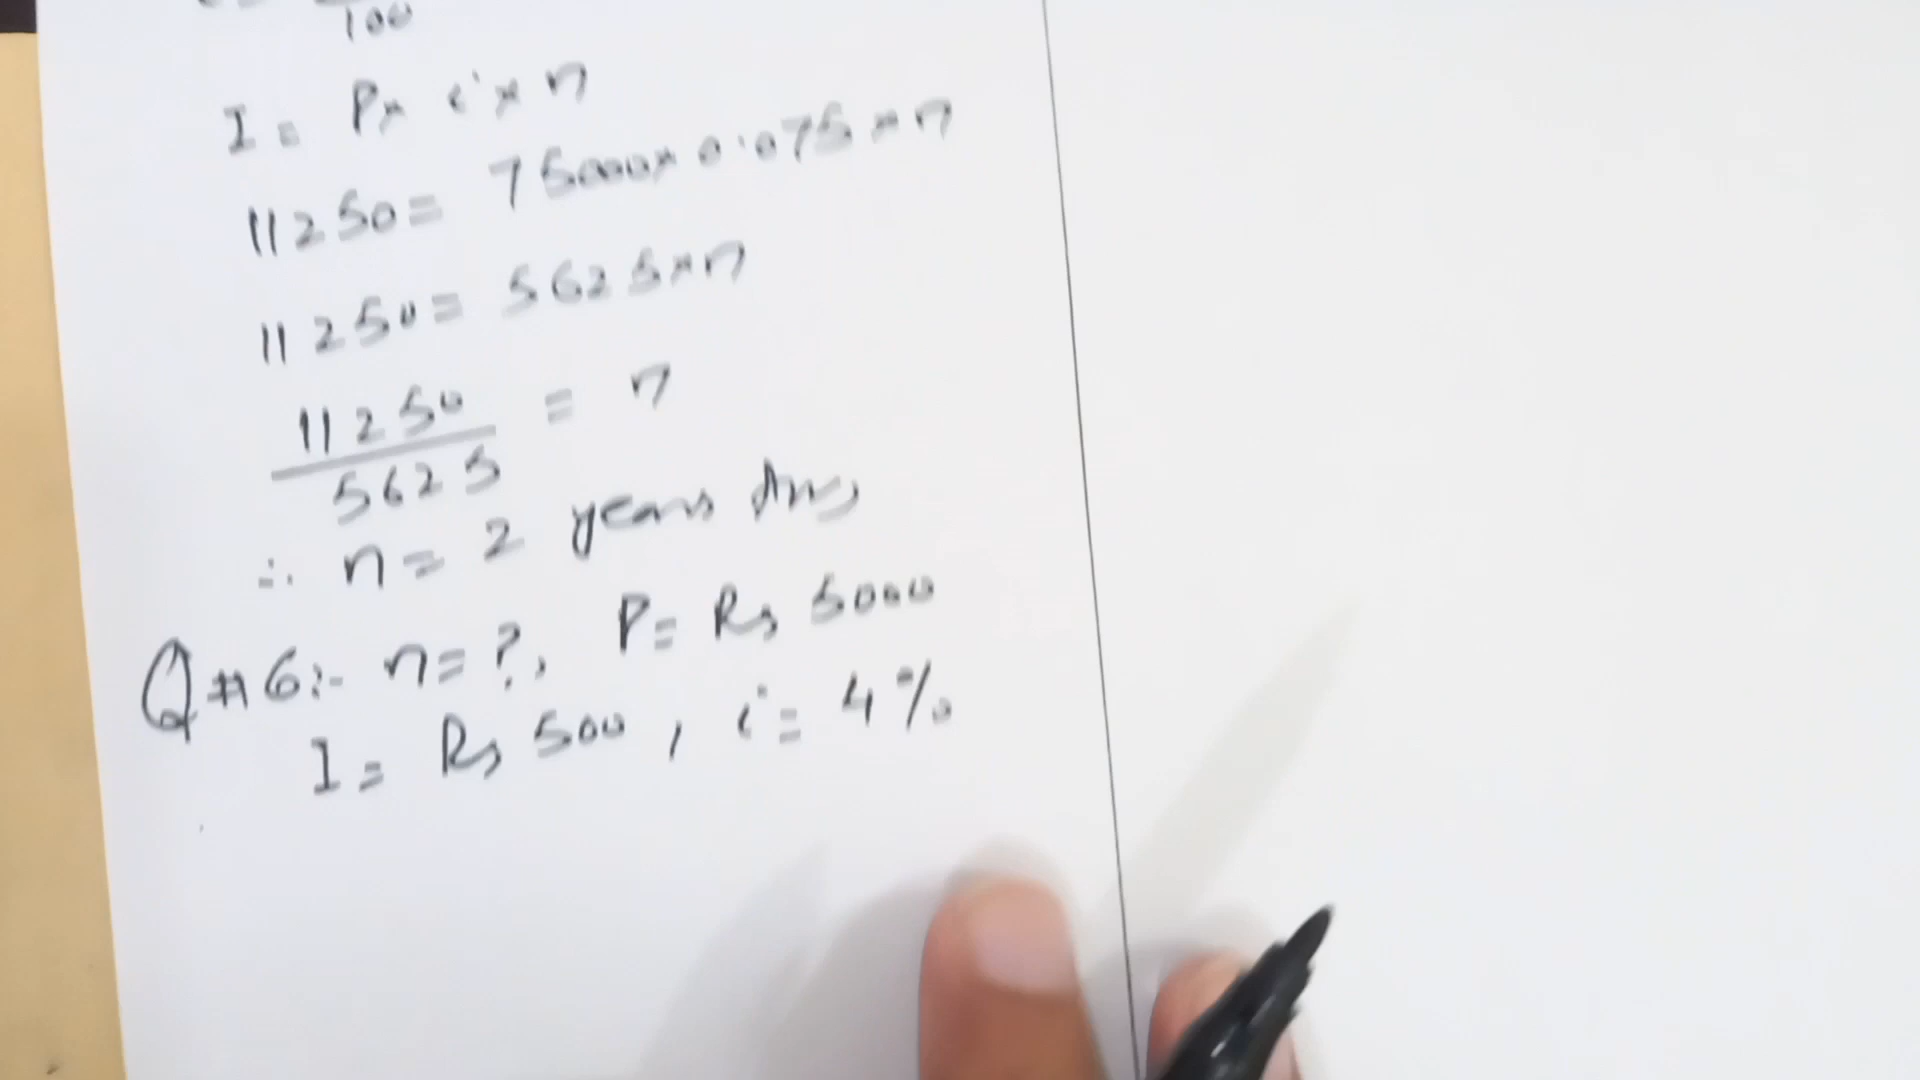 100
I = P× i × n
11250 = 75000 × 0.075 × n
11250 = 5625 × n
11250 = n
5625
∴ n = 2 years Ans
Q#6:- n = ?, P = Rs 5000
I = Rs 500 , i = 4%